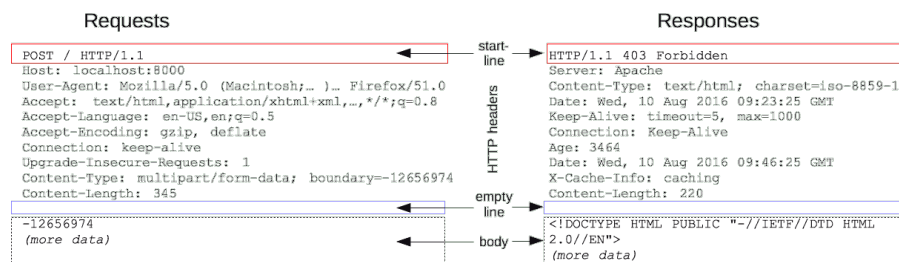 Requests
POST / HTTP/1.1
Host: localhost:8000
User-Agent: Mozilla/5.0 (Macintosh;… )… Firefox/51.0
Accept: text/html,application/xhtml+xml,…,*/*;q=0.8
Accept-Language: en-US,en;q=0.5
Accept-Encoding: gzip, deflate
Connection: keep-alive
Upgrade-Insecure-Requests: 1
Content-Type: multipart/form-data; boundary=-12656974
Content-Length: 345
-12656974
(more data)
start-
line
HTTP headers
empty
line
body
Responses
HTTP/1.1 403 Forbidden
Server: Apache
Content-Type: text/html; charset=iso-8859-1
Date: Wed, 10 Aug 2016 09:23:25 GMT
Keep-Alive: timeout=5, max=1000
Connection: Keep-Alive
Age: 3464
Date: Wed, 10 Aug 2016 09:46:25 GMT
X-Cache-Info: caching
Content-Length: 220
<!DOCTYPE HTML PUBLIC "-//IETF//DTD HTML
2.0//EN">
(more data)